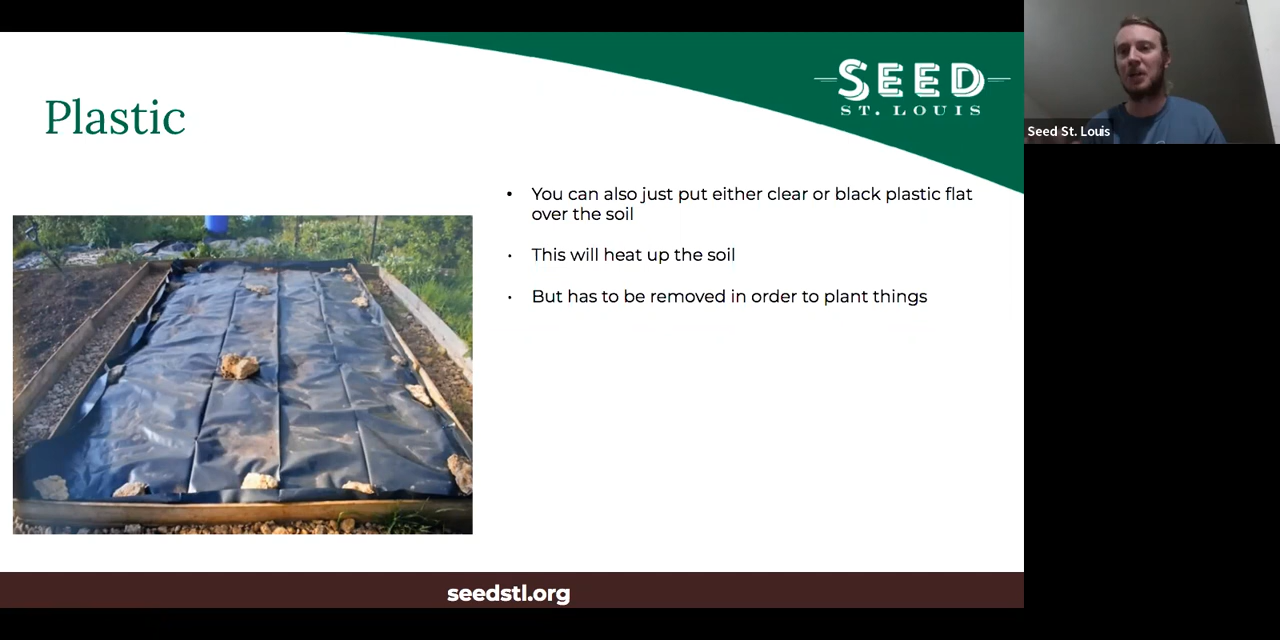 Plastic
SEED
ST. LOUIS
• You can also just put either clear or black plastic flat
over the soil
• This will heat up the soil
• But has to be removed in order to plant things
seedstl.org
Seed St. Louis